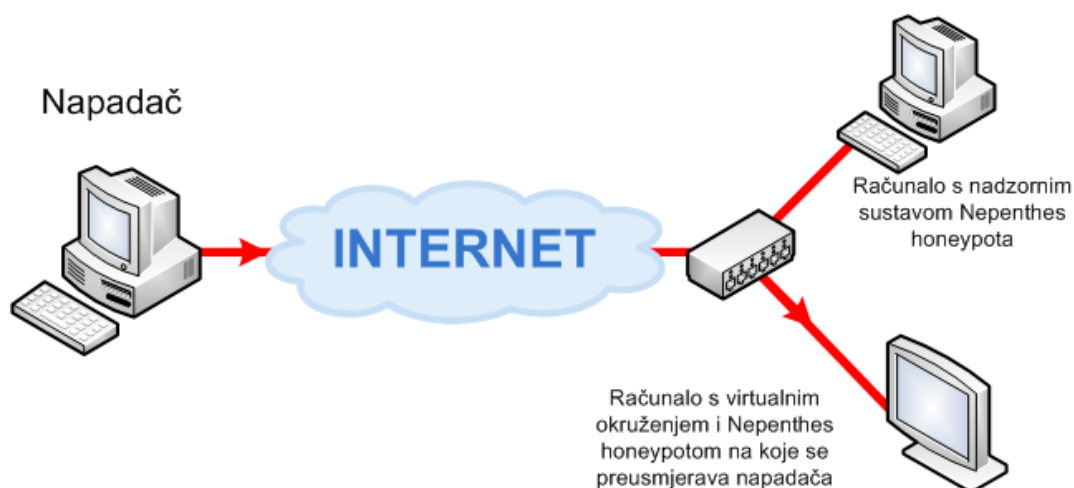 Napadač
INTERNET
Računalo s nadzornim
sustavom Nepenthes
honeypota
Računalo s virtualnim
okruženjem i Nepenthes
honeypotom na koje se
preusmjerava napadača